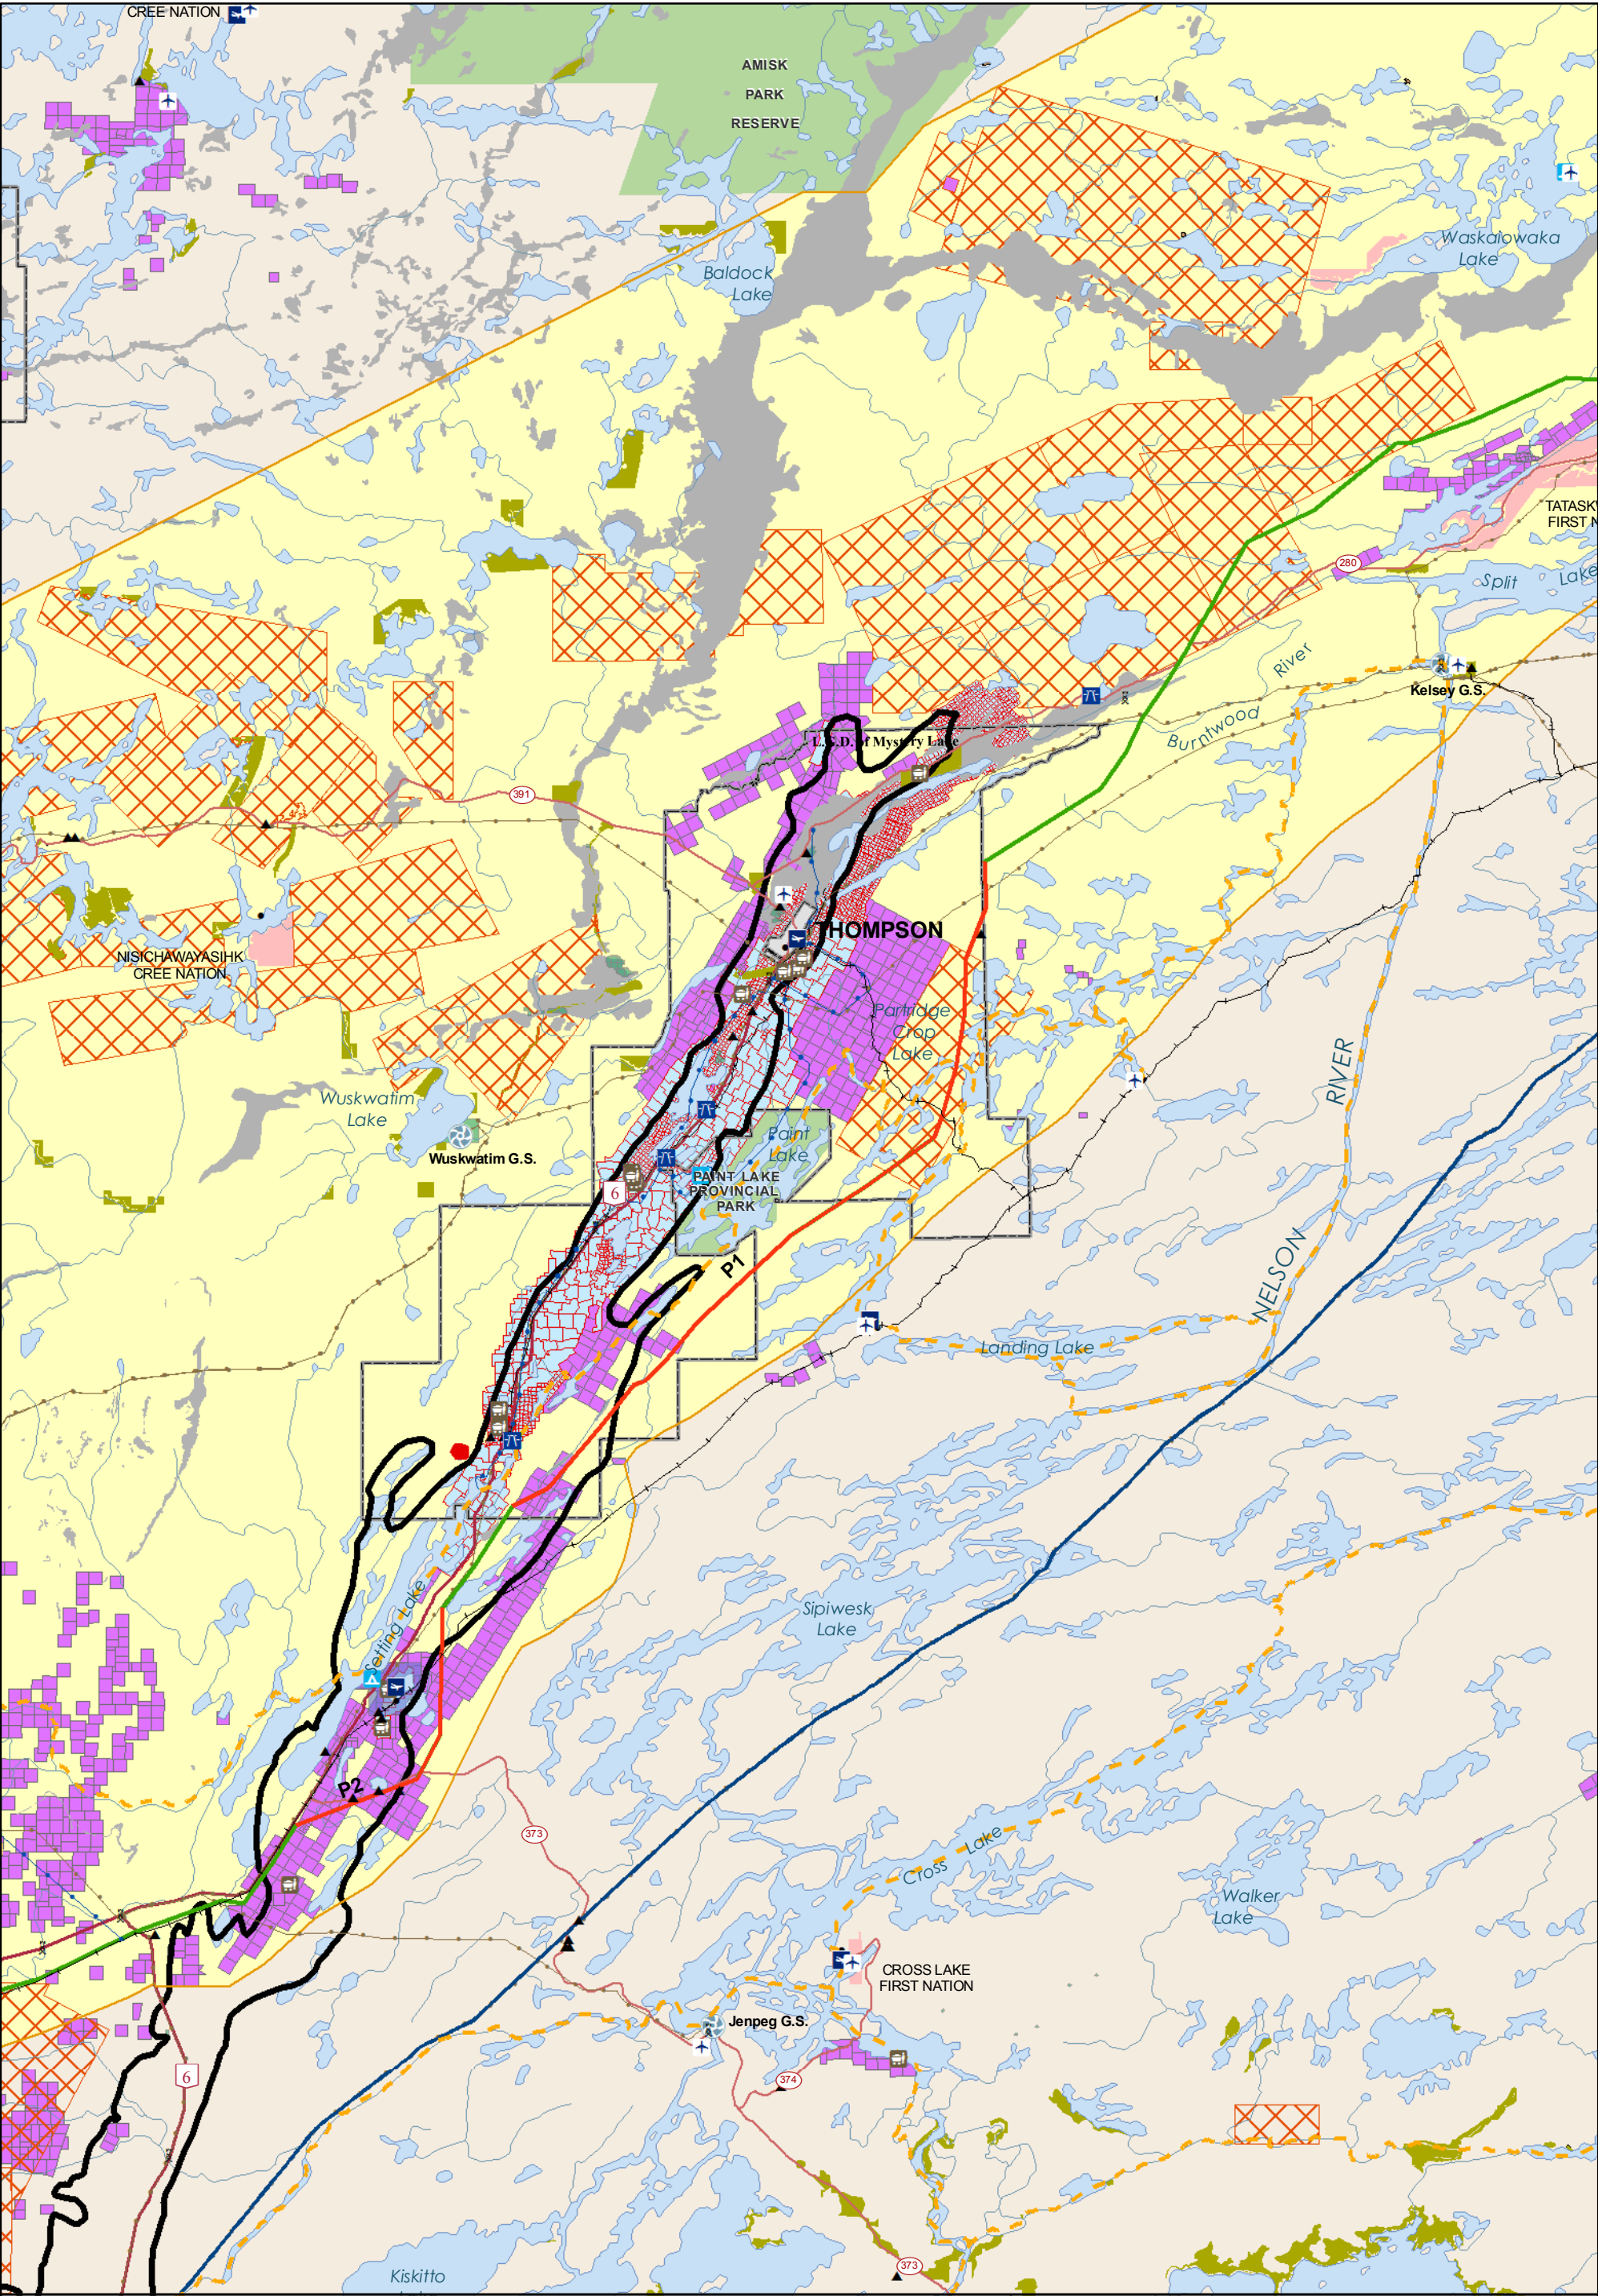 CREE NATION
AMISK
PARK
RESERVE
Waskaiowaka
Lake
Baldock
Lake
TATASK
FIRST N
280
Split Lake
River
Kelsey G.S.
Burntwood
L.G.D. of Mystery Lake
391
THOMPSON
NISICHAWAYASIHK
CREE NATION
Partridge
Crop
Lake
RIVER
Wuskwatim
Lake
Paint
Lake
Wuskwatim G.S.
PAINT LAKE
PROVINCIAL
PARK
6
P1
NELSON
Landing Lake
Setting Lake
Sipiwesk
Lake
P2
373
Cross Lake
Walker
Lake
CROSS LAKE
FIRST NATION
Jenpeg G.S.
6
374
373
Kiskitto